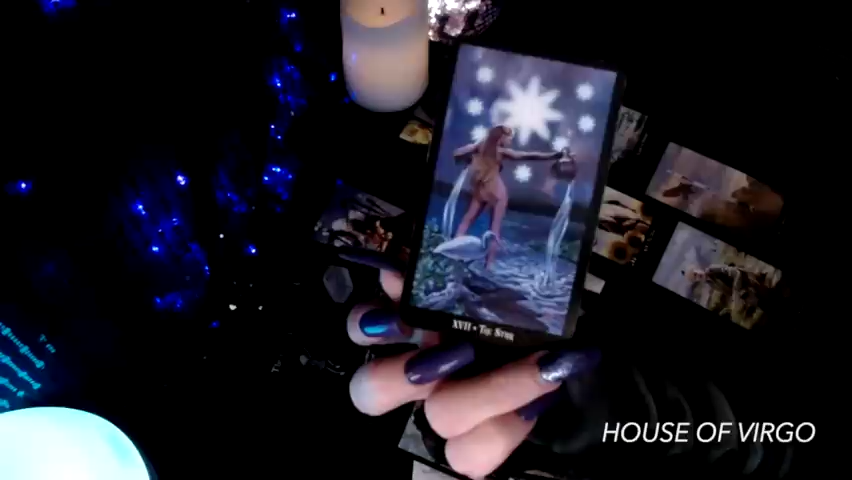 XVII • THE STAR
HOUSE OF VIRGO